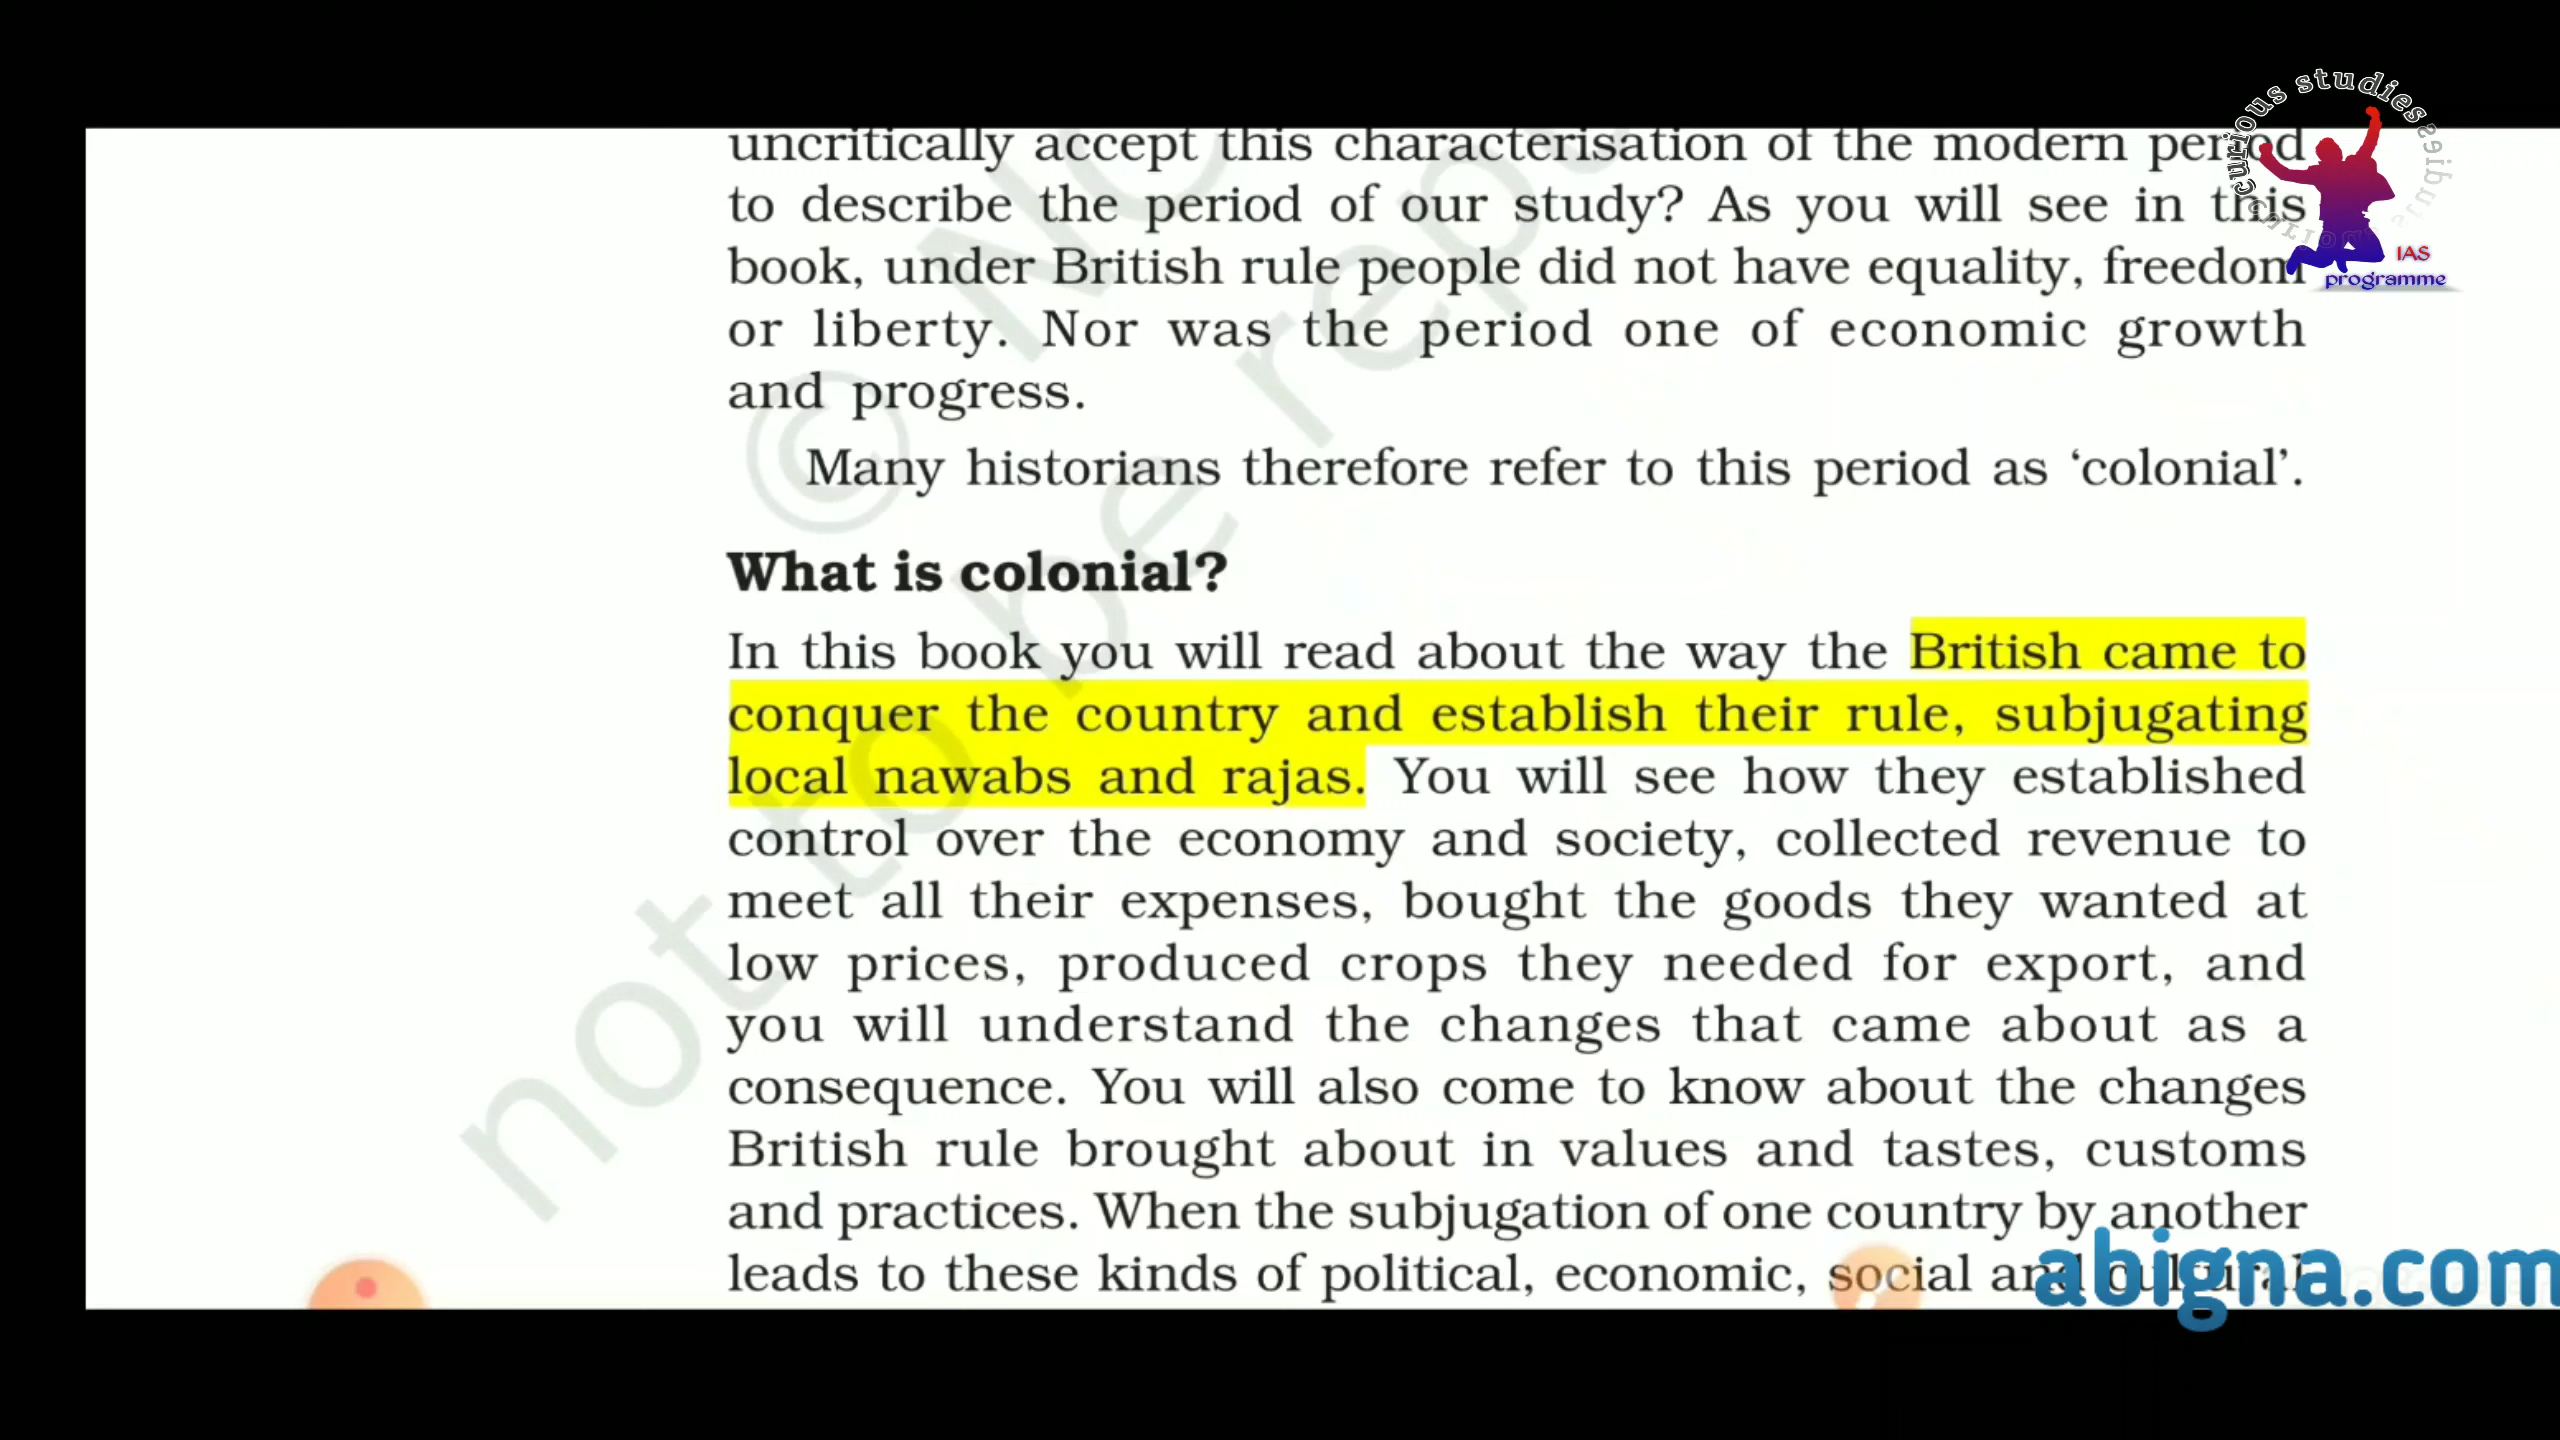 curious studies
IAS
programme
uncritically accept this characterisation of the modern period
to describe the period of our study? As you will see in this
book, under British rule people did not have equality, freedom
or liberty. Nor was the period one of economic growth
and progress.
Many historians therefore refer to this period as ‘colonial’.
What is colonial?
In this book you will read about the way the British came to
conquer the country and establish their rule, subjugating
local nawabs and rajas. You will see how they established
control over the economy and society, collected revenue to
meet all their expenses, bought the goods they wanted at
low prices, produced crops they needed for export, and
you will understand the changes that came about as a
consequence. You will also come to know about the changes
British rule brought about in values and tastes, customs
and practices. When the subjugation of one country by another
leads to these kinds of political, economic, social and cultural
abigna.com
© NC
not to be repu